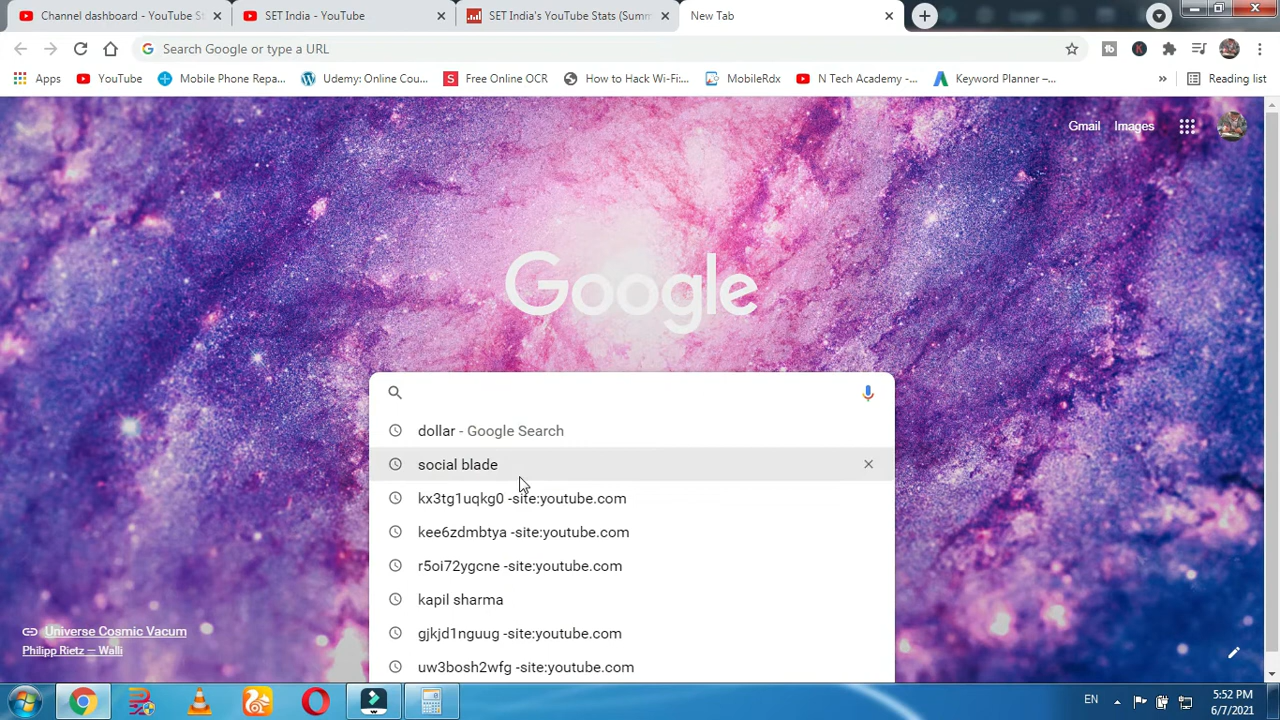 Channel dashboard - YouTube St
SET India - YouTube
SET India's YouTube Stats (Summ
New Tab
Search Google or type a URL
Apps
YouTube
Mobile Phone Repa...
Udemy: Online Cou...
Free Online OCR
How to Hack Wi-Fi:...
MobileRdx
N Tech Academy -...
Keyword Planner –...
»
Reading list
Gmail
Images
Google
dollar - Google Search
social blade
kx3tg1uqkg0 -site:youtube.com
kee6zdmbtya -site:youtube.com
r5oi72ygcne -site:youtube.com
kapil sharma
gjkjd1nguug -site:youtube.com
uw3bosh2wfg -site:youtube.com
Universe Cosmic Vacum
Philipp Rietz — Walli
EN
5:52 PM
6/7/2021